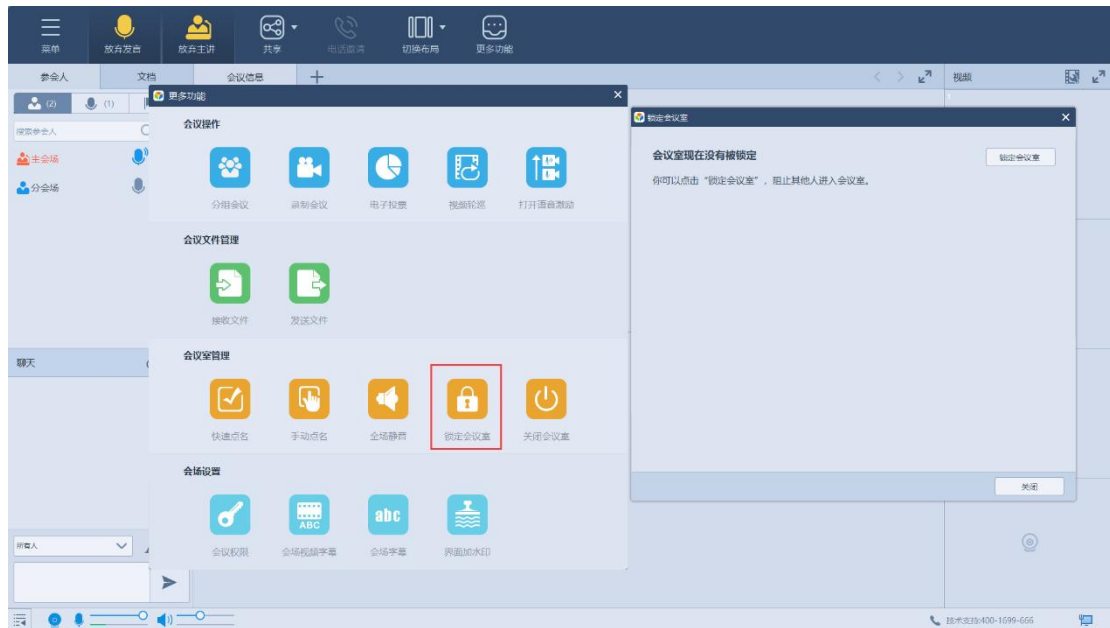 菜单
放弃发言
放弃主讲
共享
电话邀请
切换布局
更多功能
参会人
文档
会议信息
视频
(2)
(1)
搜索参会人
主会场
分会场
聊天
所有人
更多功能
会议操作
分组会议
录制会议
电子投票
视频轮巡
打开语音激励
会议文件管理
接收文件
发送文件
会议室管理
快速点名
手动点名
全场静音
锁定会议室
关闭会议室
会场设置
ABC
abc
会议权限
会场视频字幕
会场字幕
界面加水印
锁定会议室
会议室现在没有被锁定
锁定会议室
你可以点击“锁定会议室”，阻止其他人进入会议室。
关闭
技术支持:400-1699-666